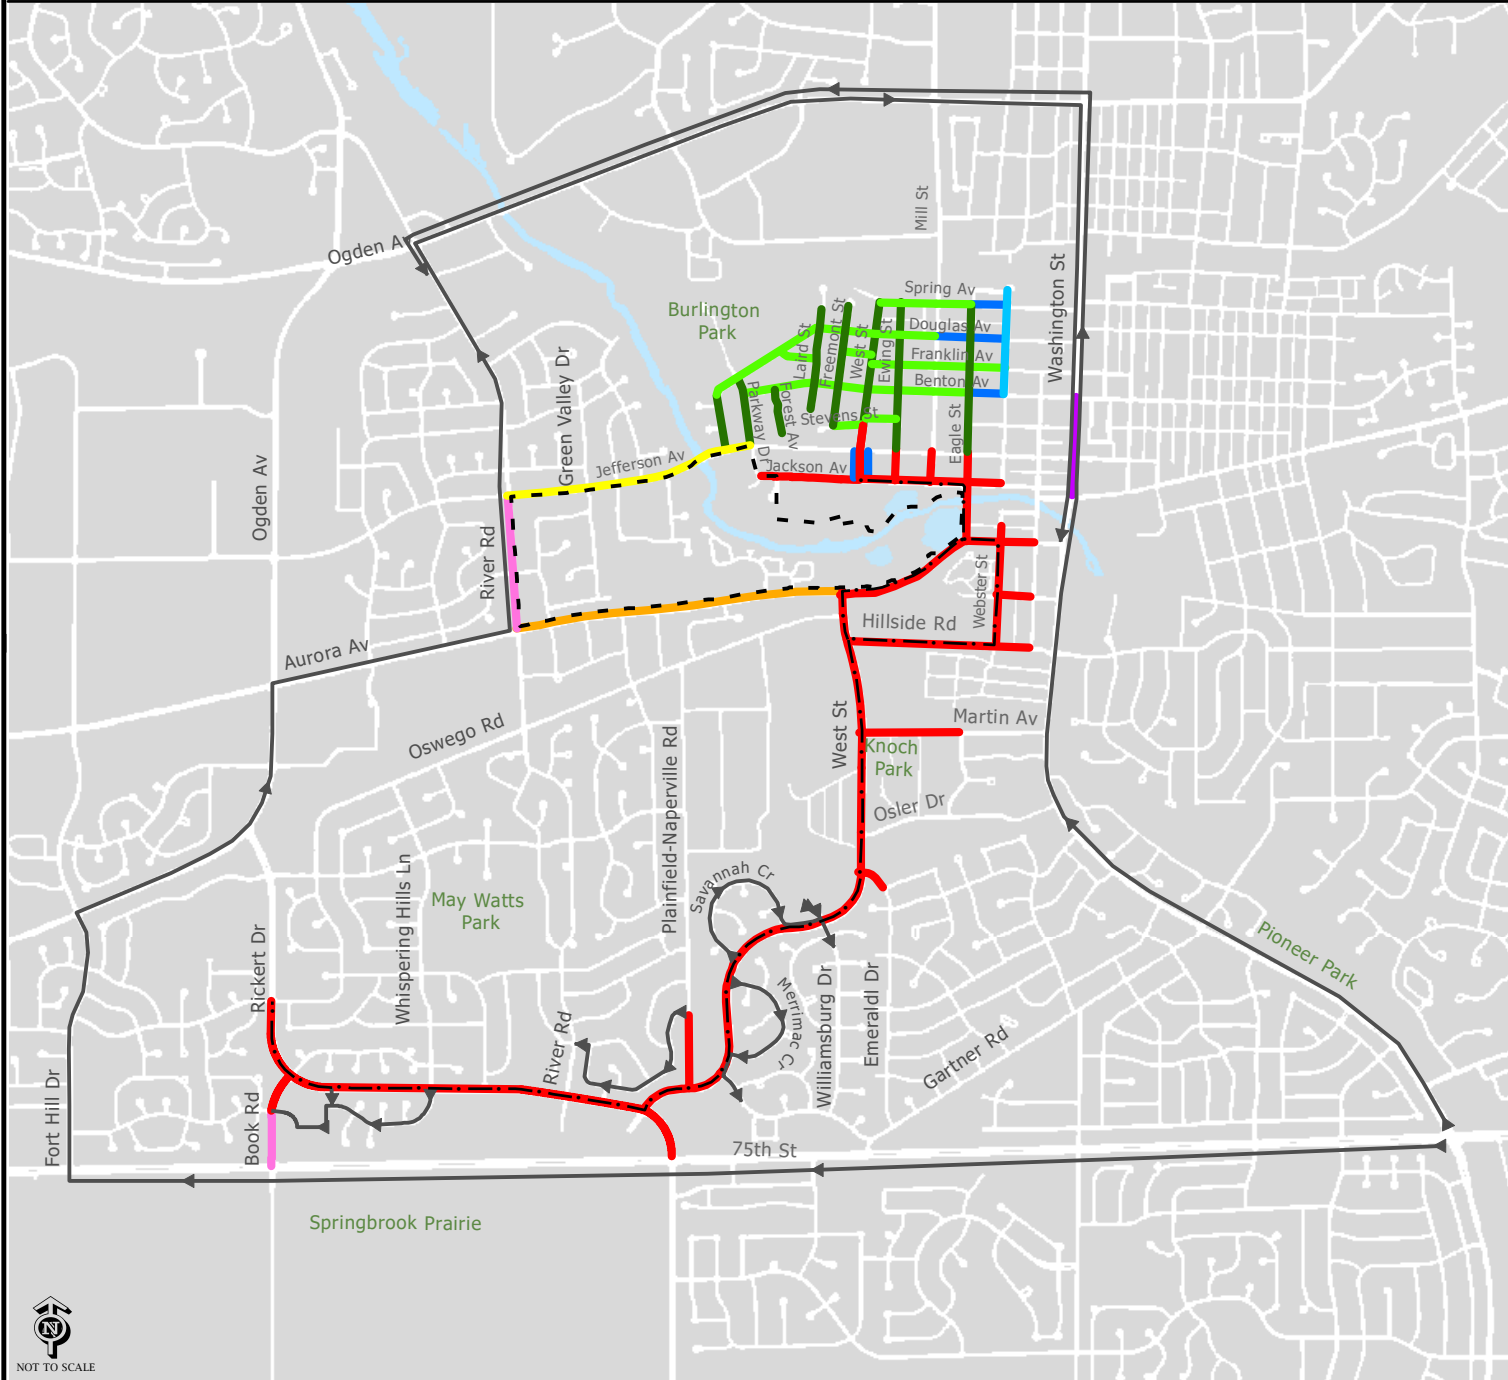 Mill St
Ogden Av
Washington St
Spring Av
Burlington
Park
Douglas Av
Laird St
Freemont St
West St
Ewing St
Franklin Av
Benton Av
Green Valley Dr
Parkway Dr
Forest Av
Stevens St
Eagle St
Jefferson Av
Jackson Av
Ogden Av
River Rd
Webster St
Hillside Rd
Aurora Av
Oswego Rd
Plainfield-Naperville Rd
West St
Martin Av
Knoch
Park
Osler Dr
Savannah Cr
Whispering Hills Ln
May Watts
Park
Rickert Dr
Pioneer Park
Merrimac Cr
Williamsburg Dr
Emeraldl Dr
River Rd
Gartner Rd
Fort Hill Dr
Book Rd
75th St
Springbrook Prairie
N
NOT TO SCALE